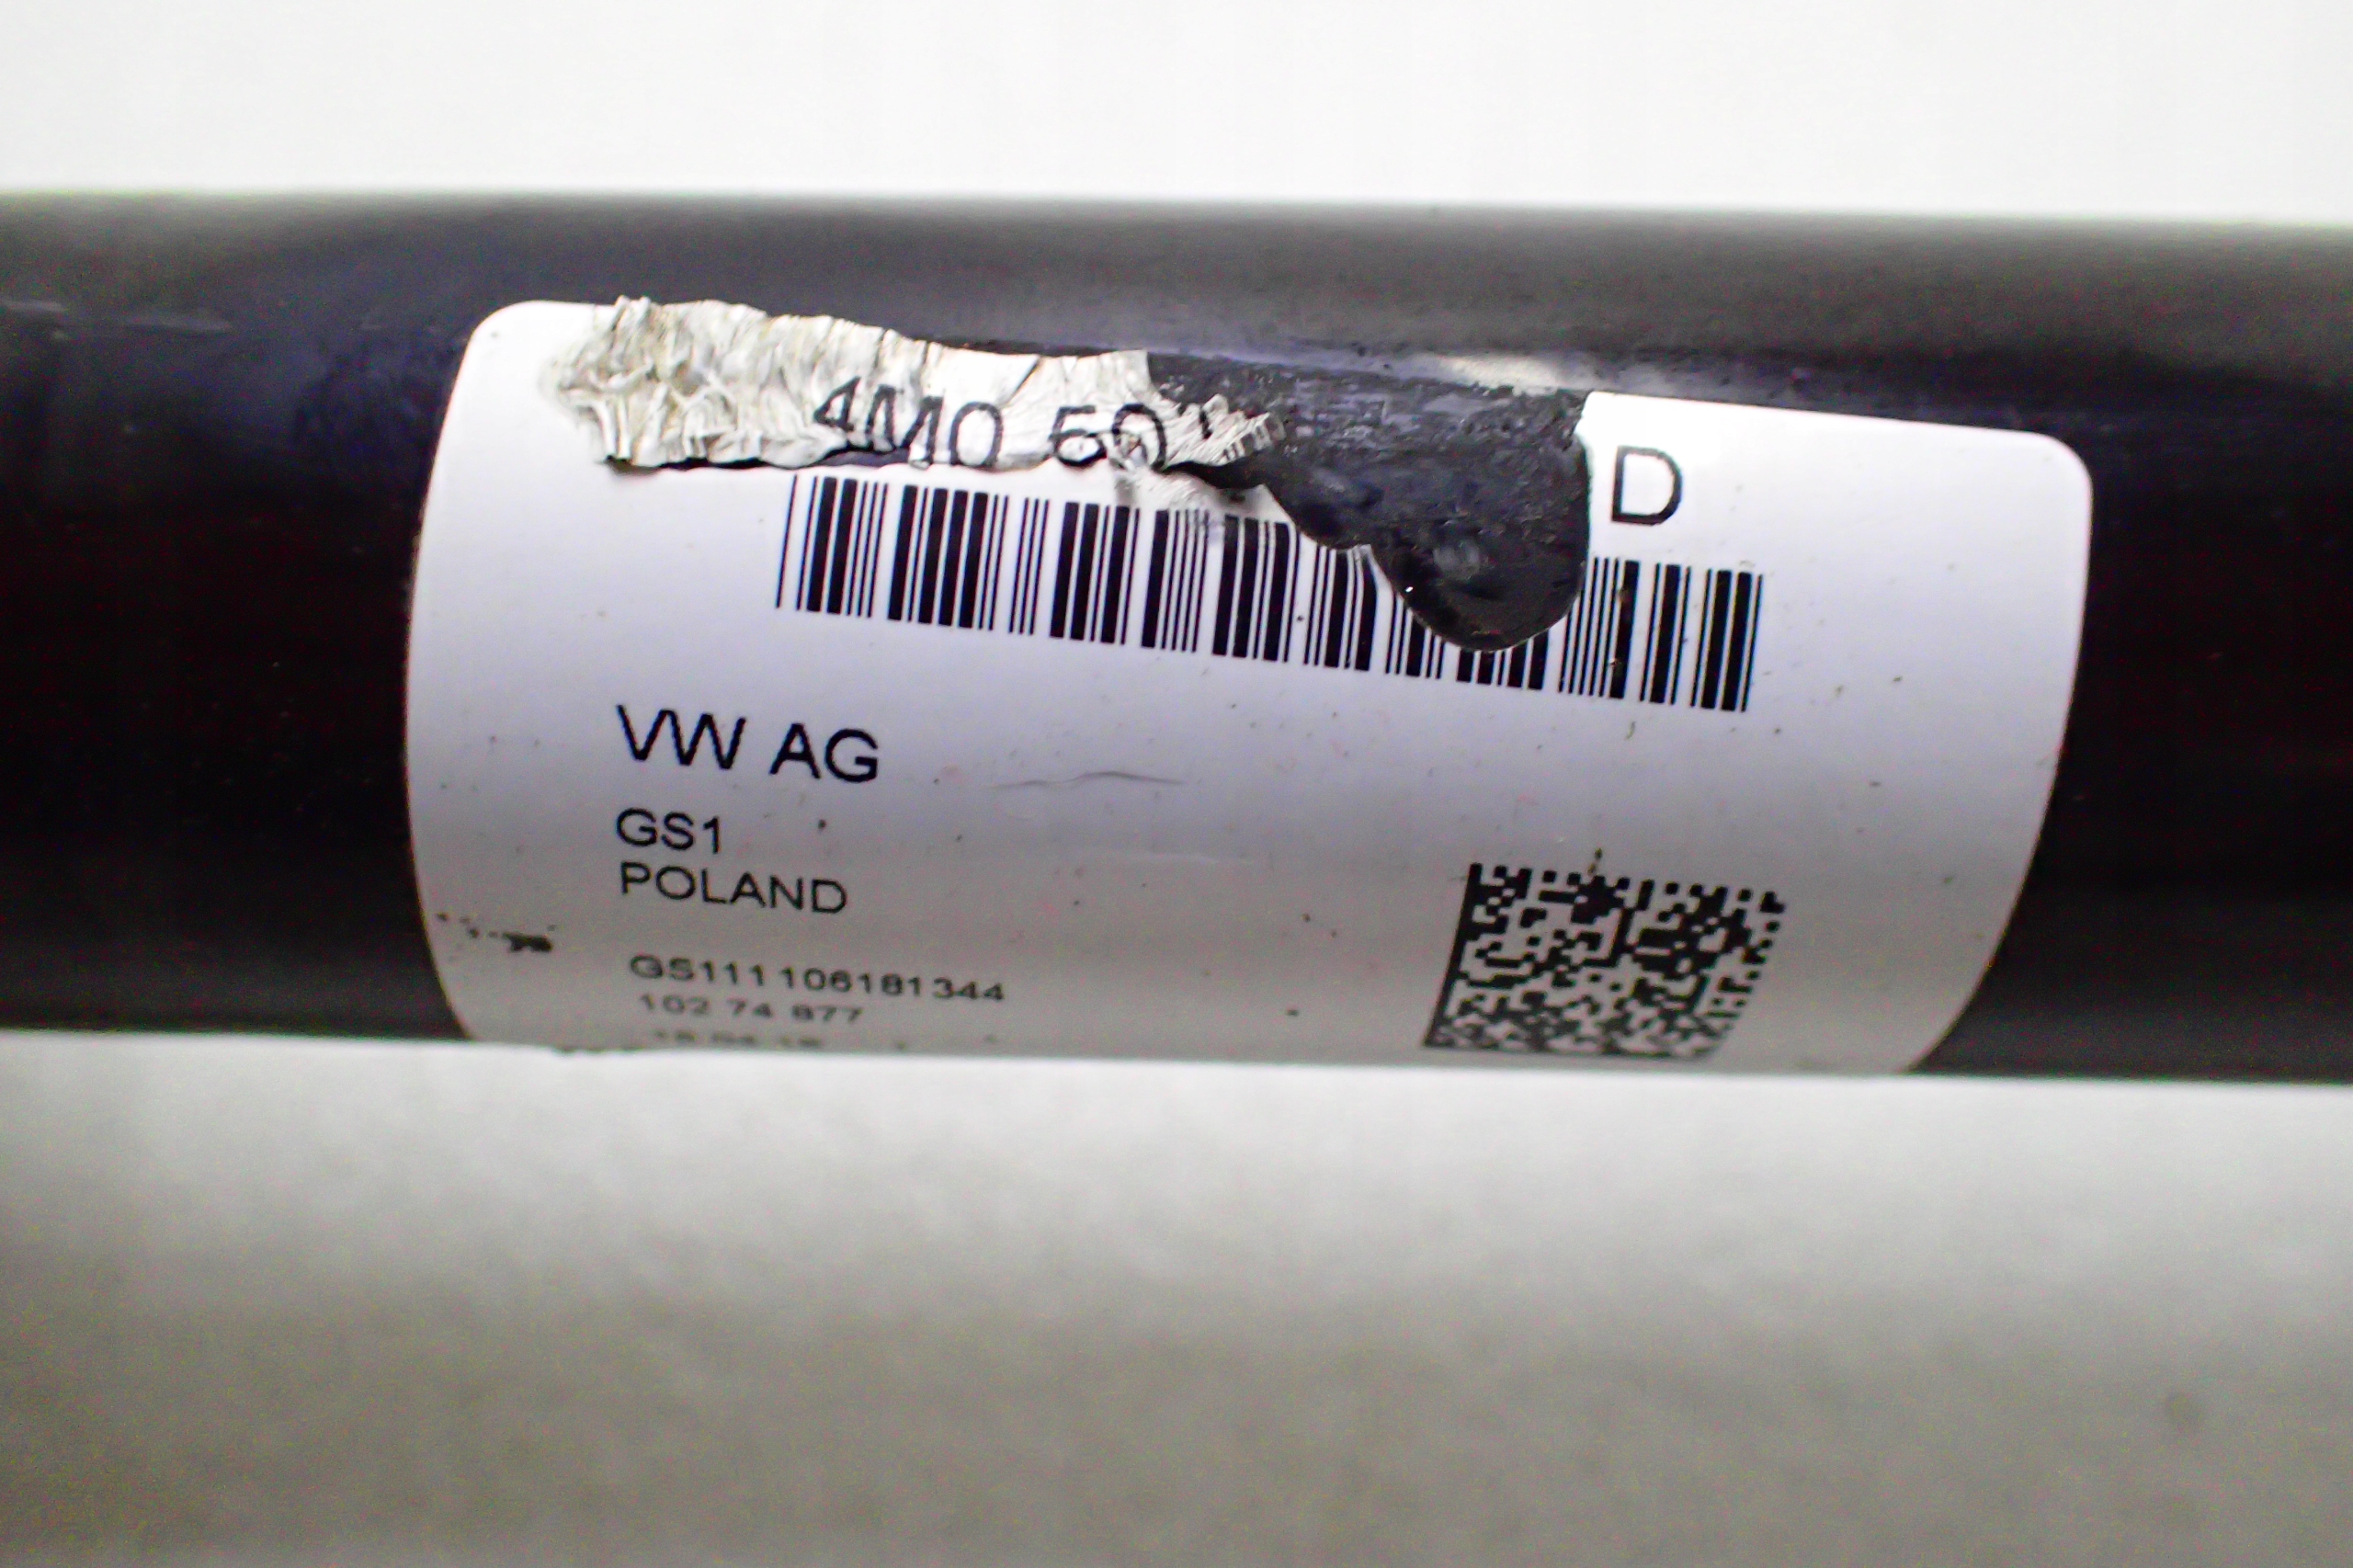 4M0 50 D
VW AG
GS1
POLAND
GS111106181344
102 74 877